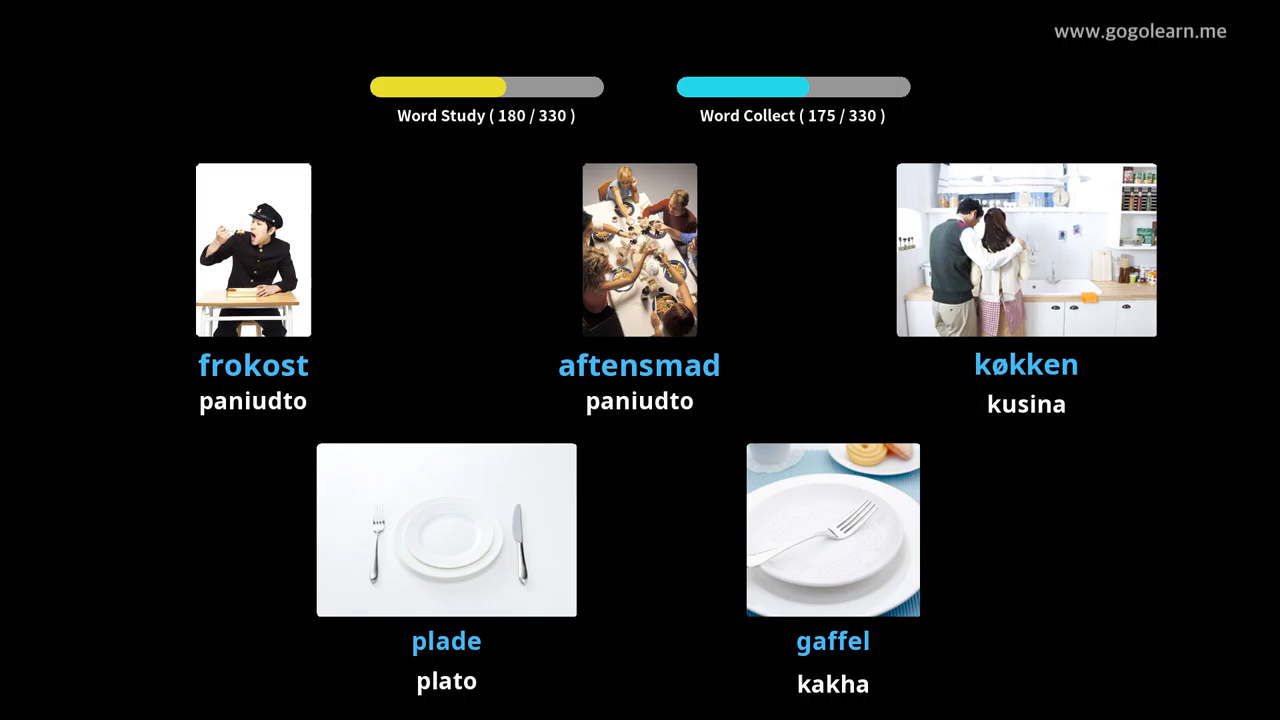 www.gogolearn.me
Word Study ( 180 / 330 )
Word Collect ( 175 / 330 )
frokost
paniudto
aftensmad
paniudto
køkken
kusina
plade
plato
gaffel
kakha